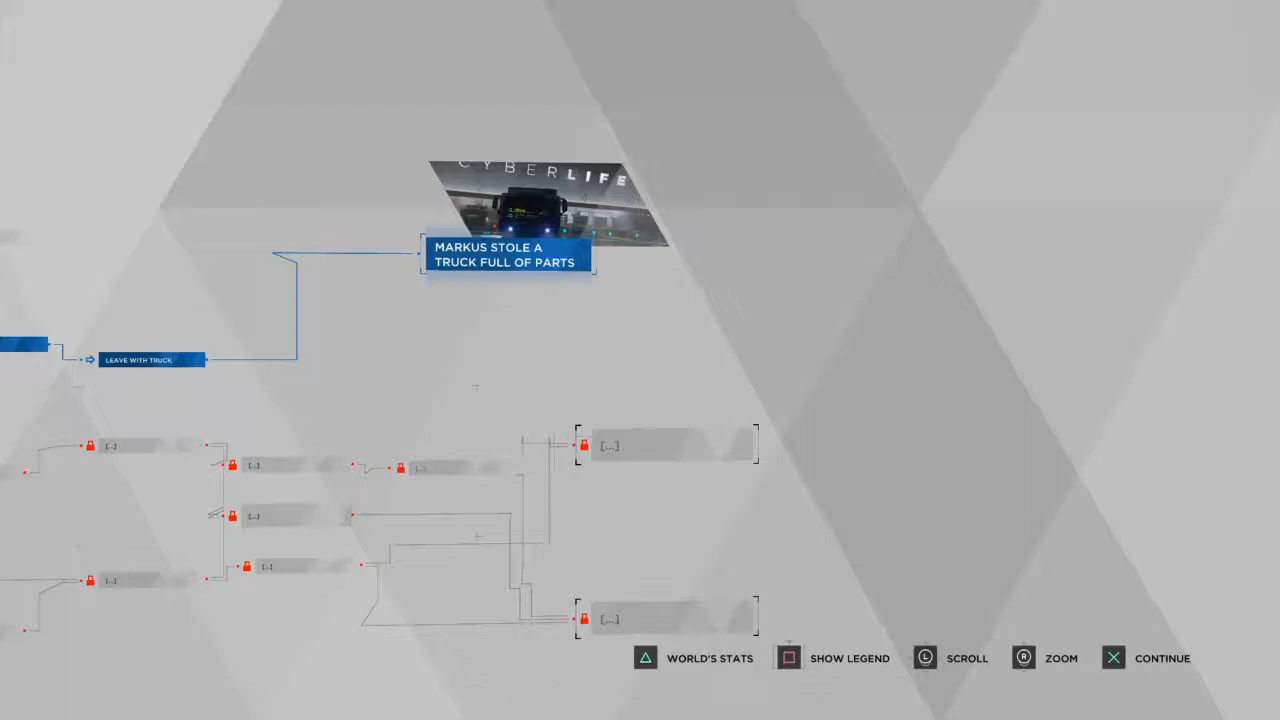 CYBERLIFE
MARKUS STOLE A
TRUCK FULL OF PARTS
LEAVE WITH TRUCK
[...]
[...]
[...]
[...]
[...]
[...]
[...]
[...]
WORLD'S STATS
SHOW LEGEND
L
SCROLL
R
ZOOM
CONTINUE